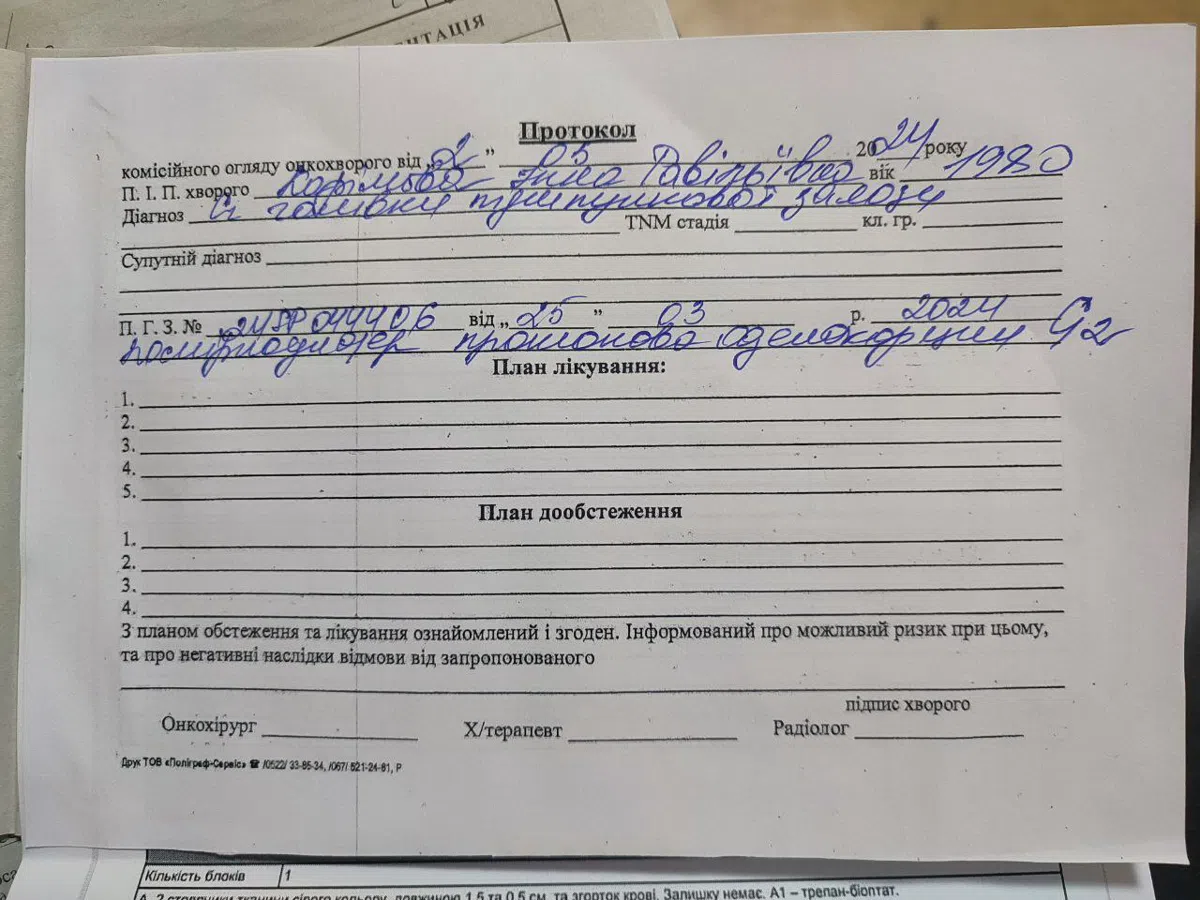 НТАЦІЯ
Протокол
комісійного огляду онкохворого від „ 2 ” 05 2024 року
П. І. П. хворого Інна Равільївна вік 1980
Діагноз Cr голівки підшлункової залози
TNM стадія кл. гр.
Супутній діагноз
П. Г. З. № від „ 25 ” 03 р. 2024
протокова аденокарцинома G2
План лікування:
1.
2.
3.
4.
5.
План дообстеження
1.
2.
3.
4.
З планом обстеження та лікування ознайомлений і згоден. Інформований про можливий ризик при цьому,
та про негативні наслідки відмови від запропонованого
підпис хворого
Онкохірург Х/терапевт Радіолог
Друк ТОВ «Поліграф-Сервіс» ☎ /0522/ 33-85-34, /067/ 521-24-81, Р
Кількість блоків 1
А. 2 стовпчики тканини сірого кольору, довжиною 1,5 та 0,5 см, та згорток крові. Залишку немає. А1 – трепан-біоптат.